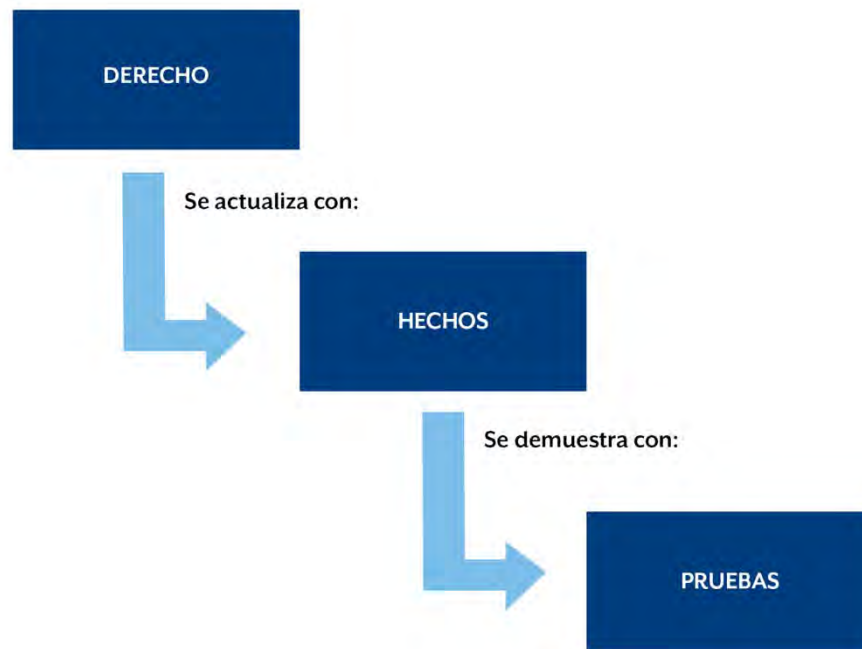 DERECHO
Se actualiza con:
HECHOS
Se demuestra con:
PRUEBAS